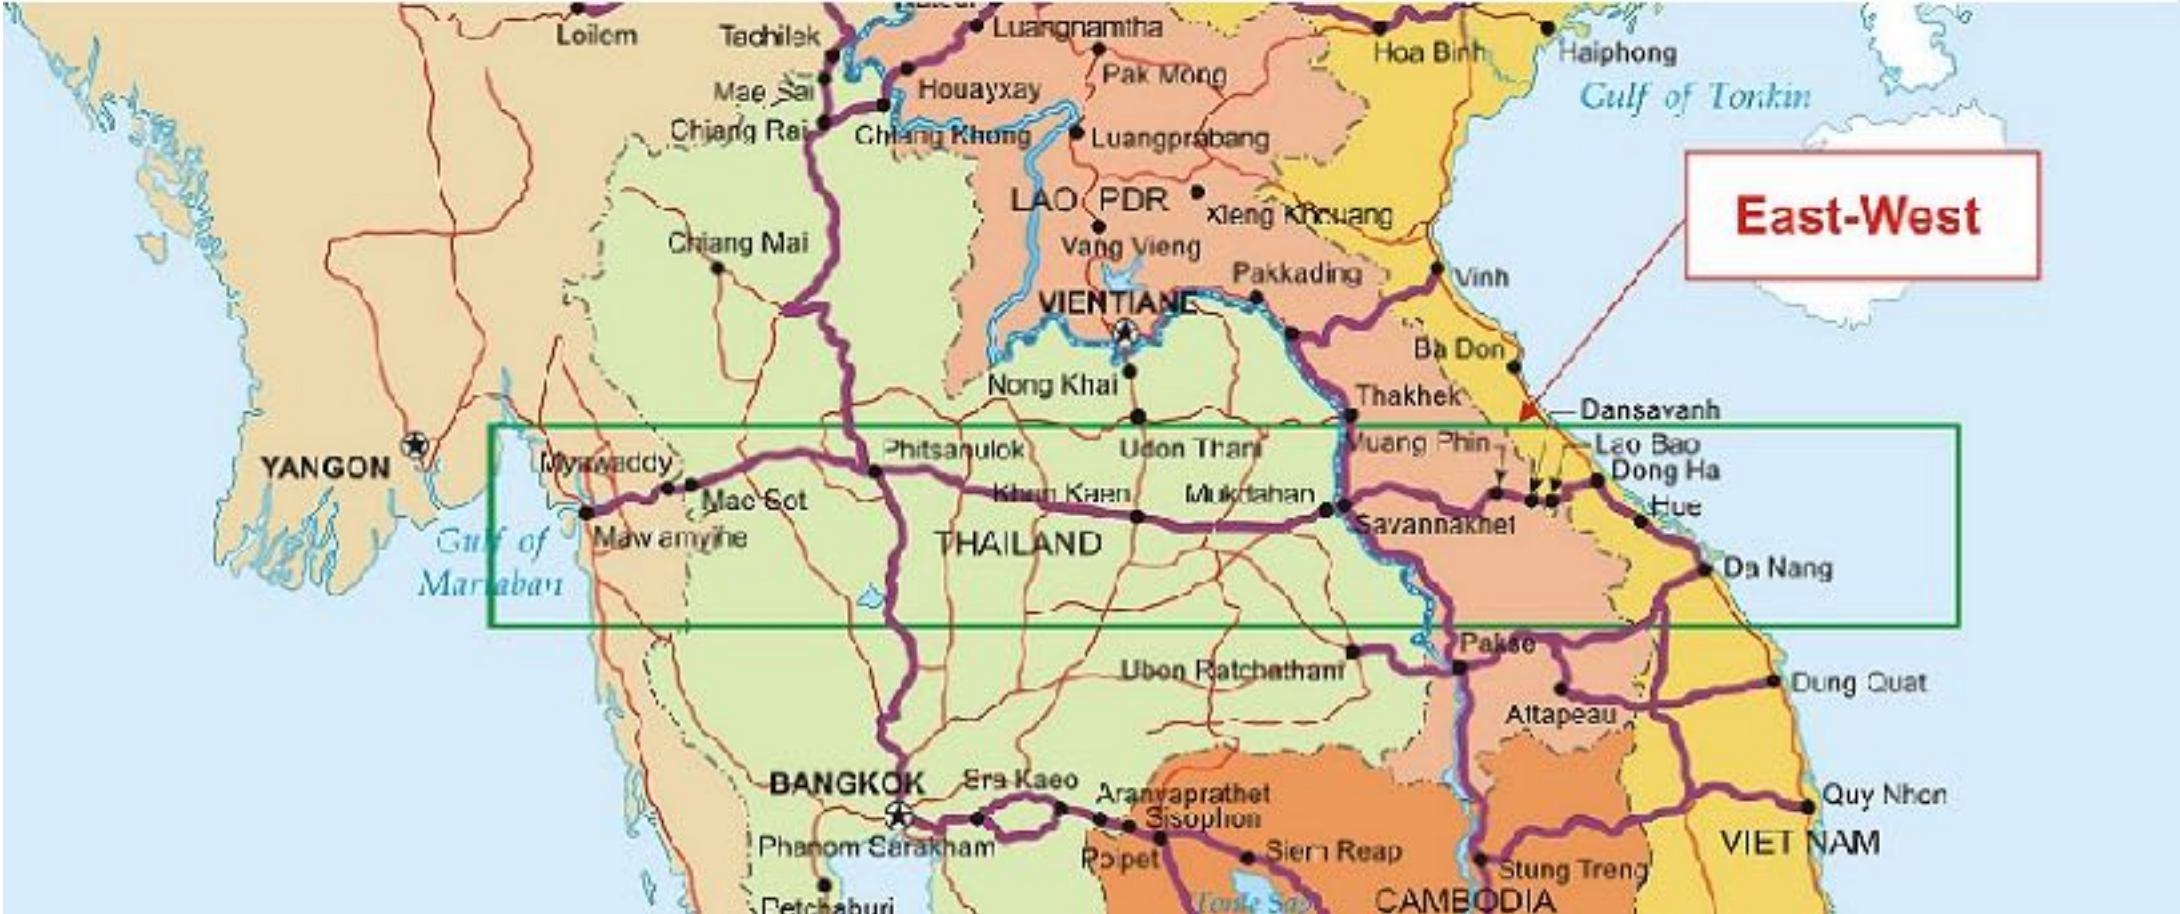 Loilem
Tachilek
Luangnamtha
Hoa Binh
Haiphong
Pak Mong
Mae Sai
Houayxay
Gulf of Tonkin
Chiang Rai
Chiang Khong
Luangprabang
LAO PDR
Xieng Khouang
East-West
Chiang Mai
Vang Vieng
Pakkading
Vinh
VIENTIANE
Ba Don
Nong Khai
Thakhek
Dansavanh
Phitsanulok
Udon Thani
Muang Phin
Lao Bao
YANGON
Myawaddy
Dong Ha
Mae Sot
Khon Kaen
Mukdahan
Hue
Savannakhet
Mawlamyine
Gulf of
Martaban
THAILAND
Da Nang
Pakse
Ubon Ratchathani
Dung Quat
Attapeau
BANGKOK
Sra Kaeo
Aranyaprathet
Quy Nhon
Sisophon
Phanom Sarakham
VIET NAM
Poipet
Siem Reap
Stung Treng
CAMBODIA
Tonle Sap
Petchaburi